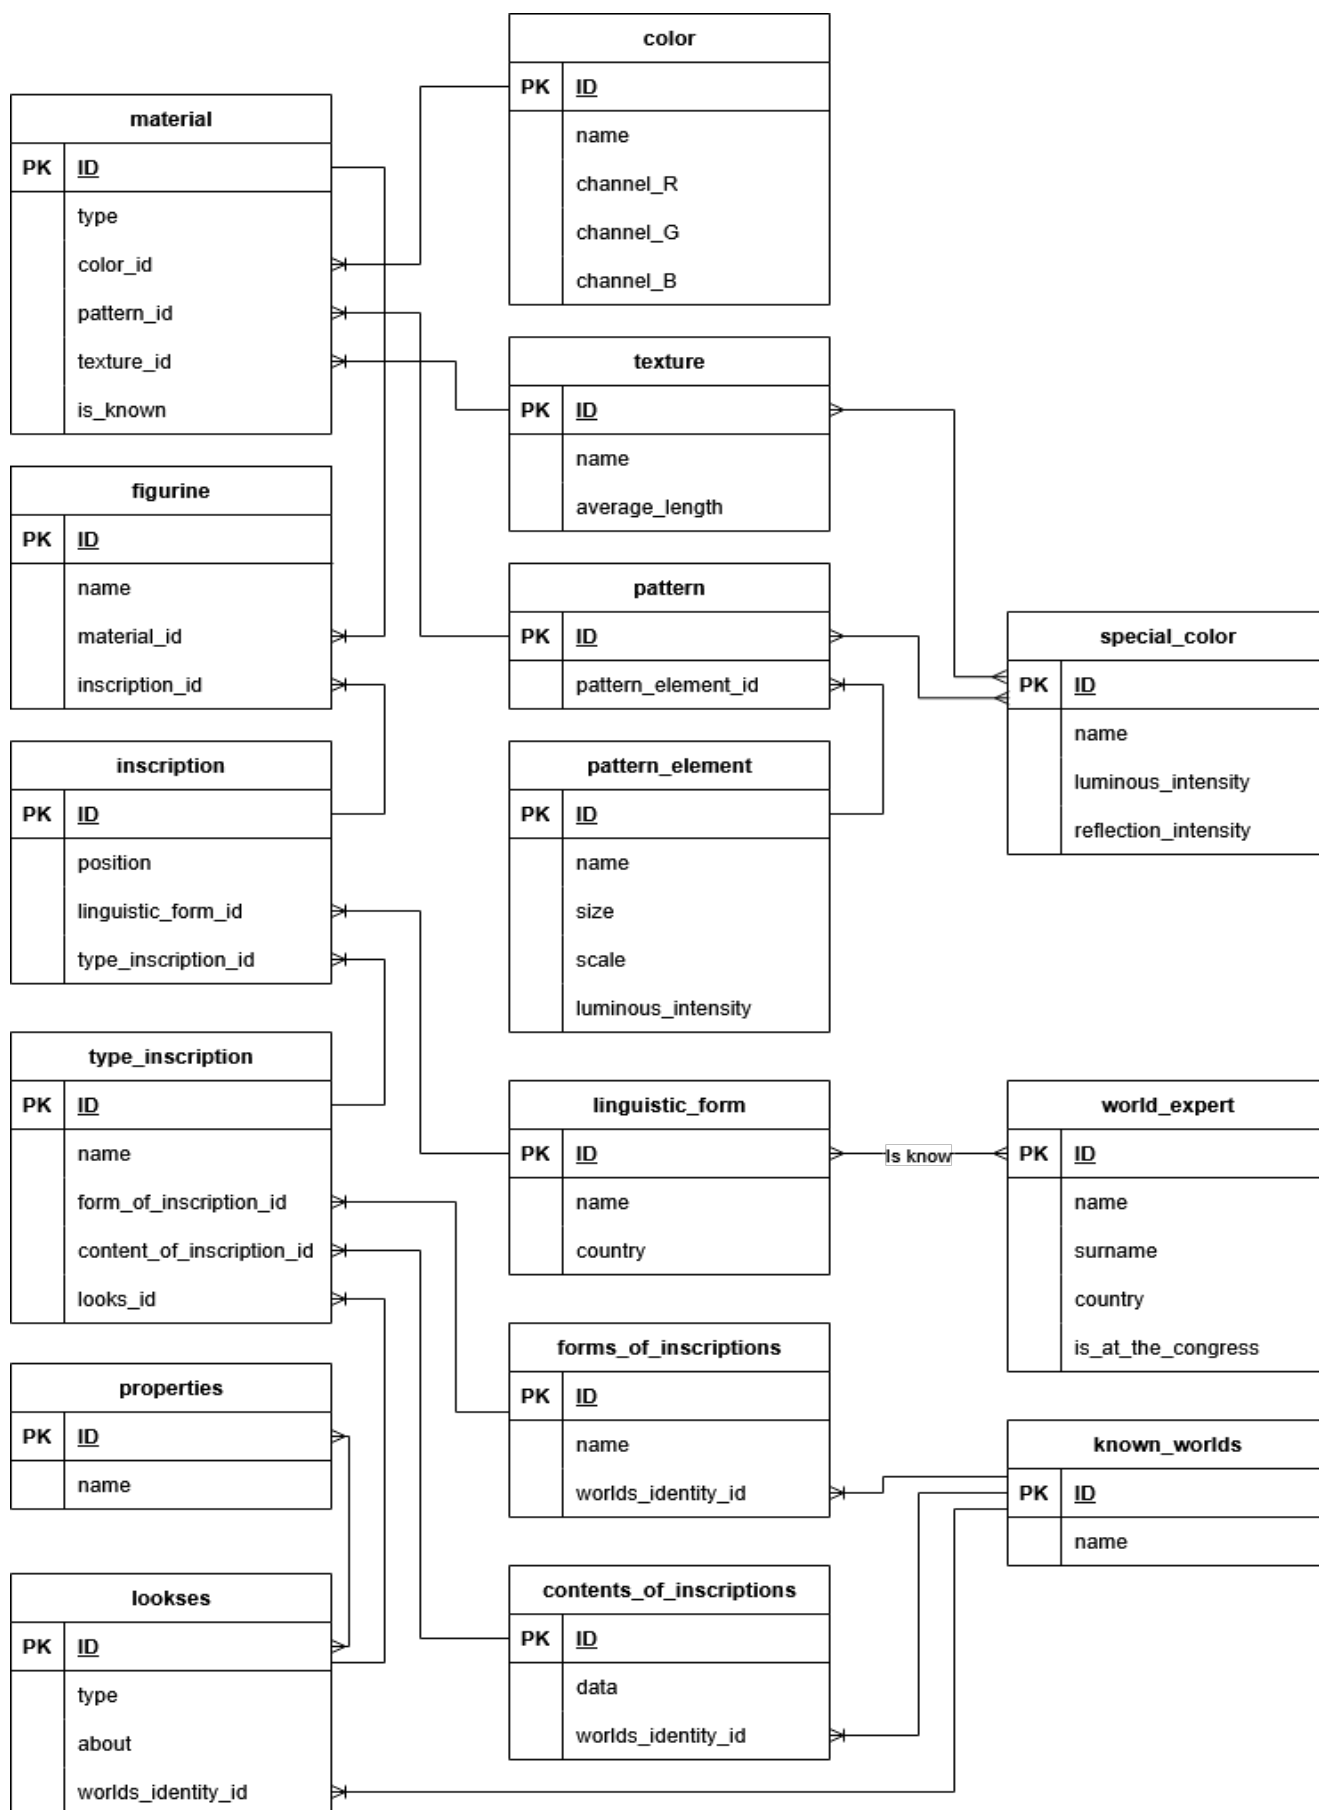 color
PK ID
name
channel_R
channel_G
channel_B
material
PK ID
type
color_id
pattern_id
texture_id
is_known
texture
PK ID
name
average_length
figurine
PK ID
name
material_id
inscription_id
pattern
PK ID
pattern_element_id
special_color
PK ID
name
luminous_intensity
reflection_intensity
inscription
PK ID
position
linguistic_form_id
type_inscription_id
pattern_element
PK ID
name
size
scale
luminous_intensity
type_inscription
PK ID
name
form_of_inscription_id
content_of_inscription_id
looks_id
linguistic_form
PK ID
name
country
Is know
world_expert
PK ID
name
surname
country
is_at_the_congress
forms_of_inscriptions
PK ID
name
worlds_identity_id
properties
PK ID
name
known_worlds
PK ID
name
lookses
PK ID
type
about
worlds_identity_id
contents_of_inscriptions
PK ID
data
worlds_identity_id